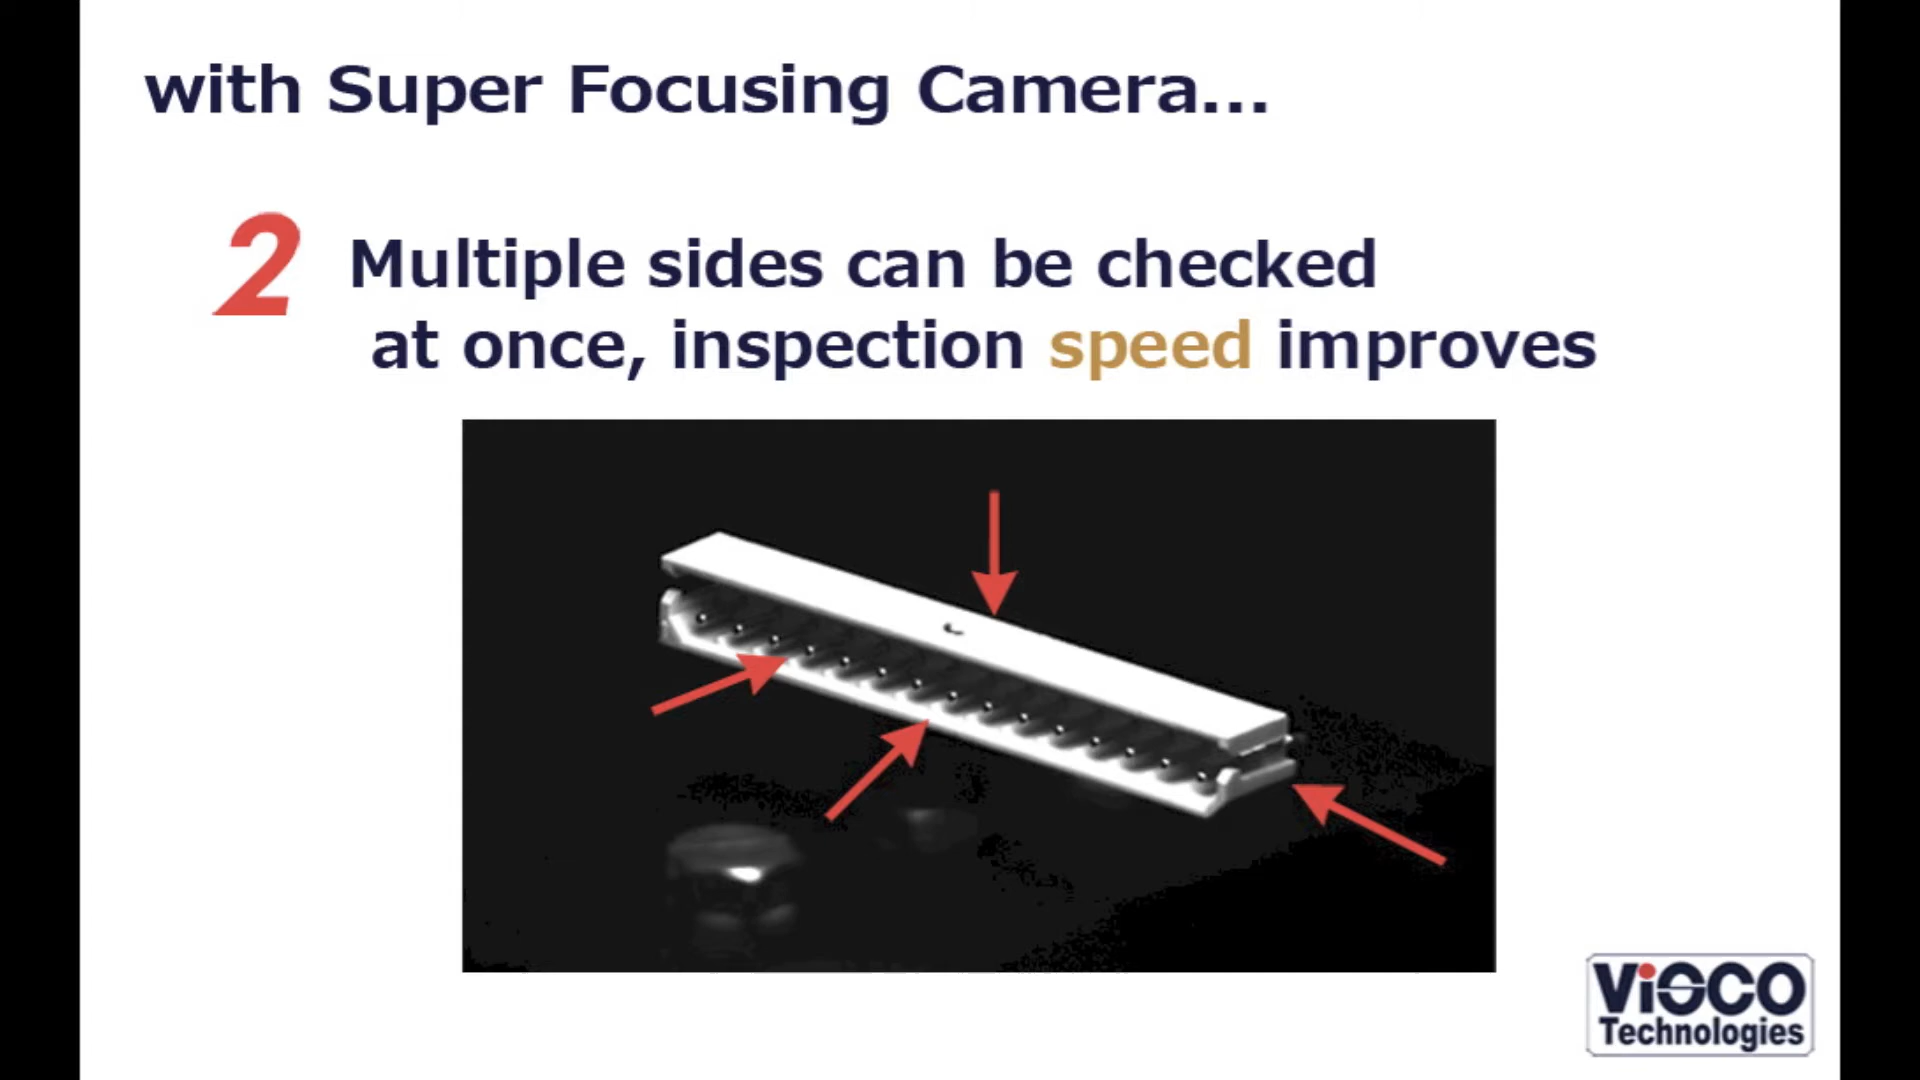 with Super Focusing Camera...
2 Multiple sides can be checked
at once, inspection speed improves
ViSCO
Technologies